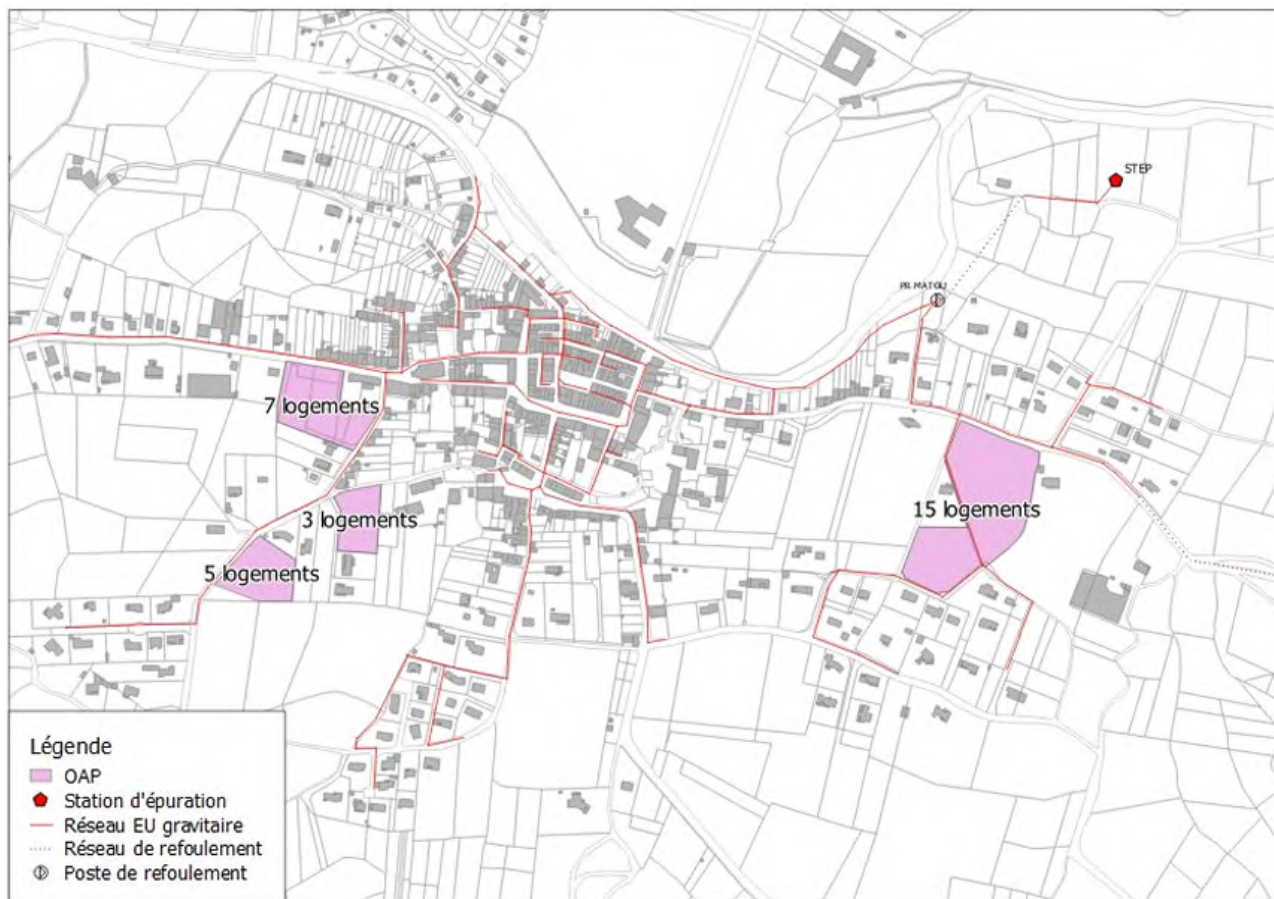 STEP
PR MATOU
7 logements
3 logements
15 logements
5 logements
Légende
OAP
Station d'épuration
Réseau EU gravitaire
Réseau de refoulement
Poste de refoulement